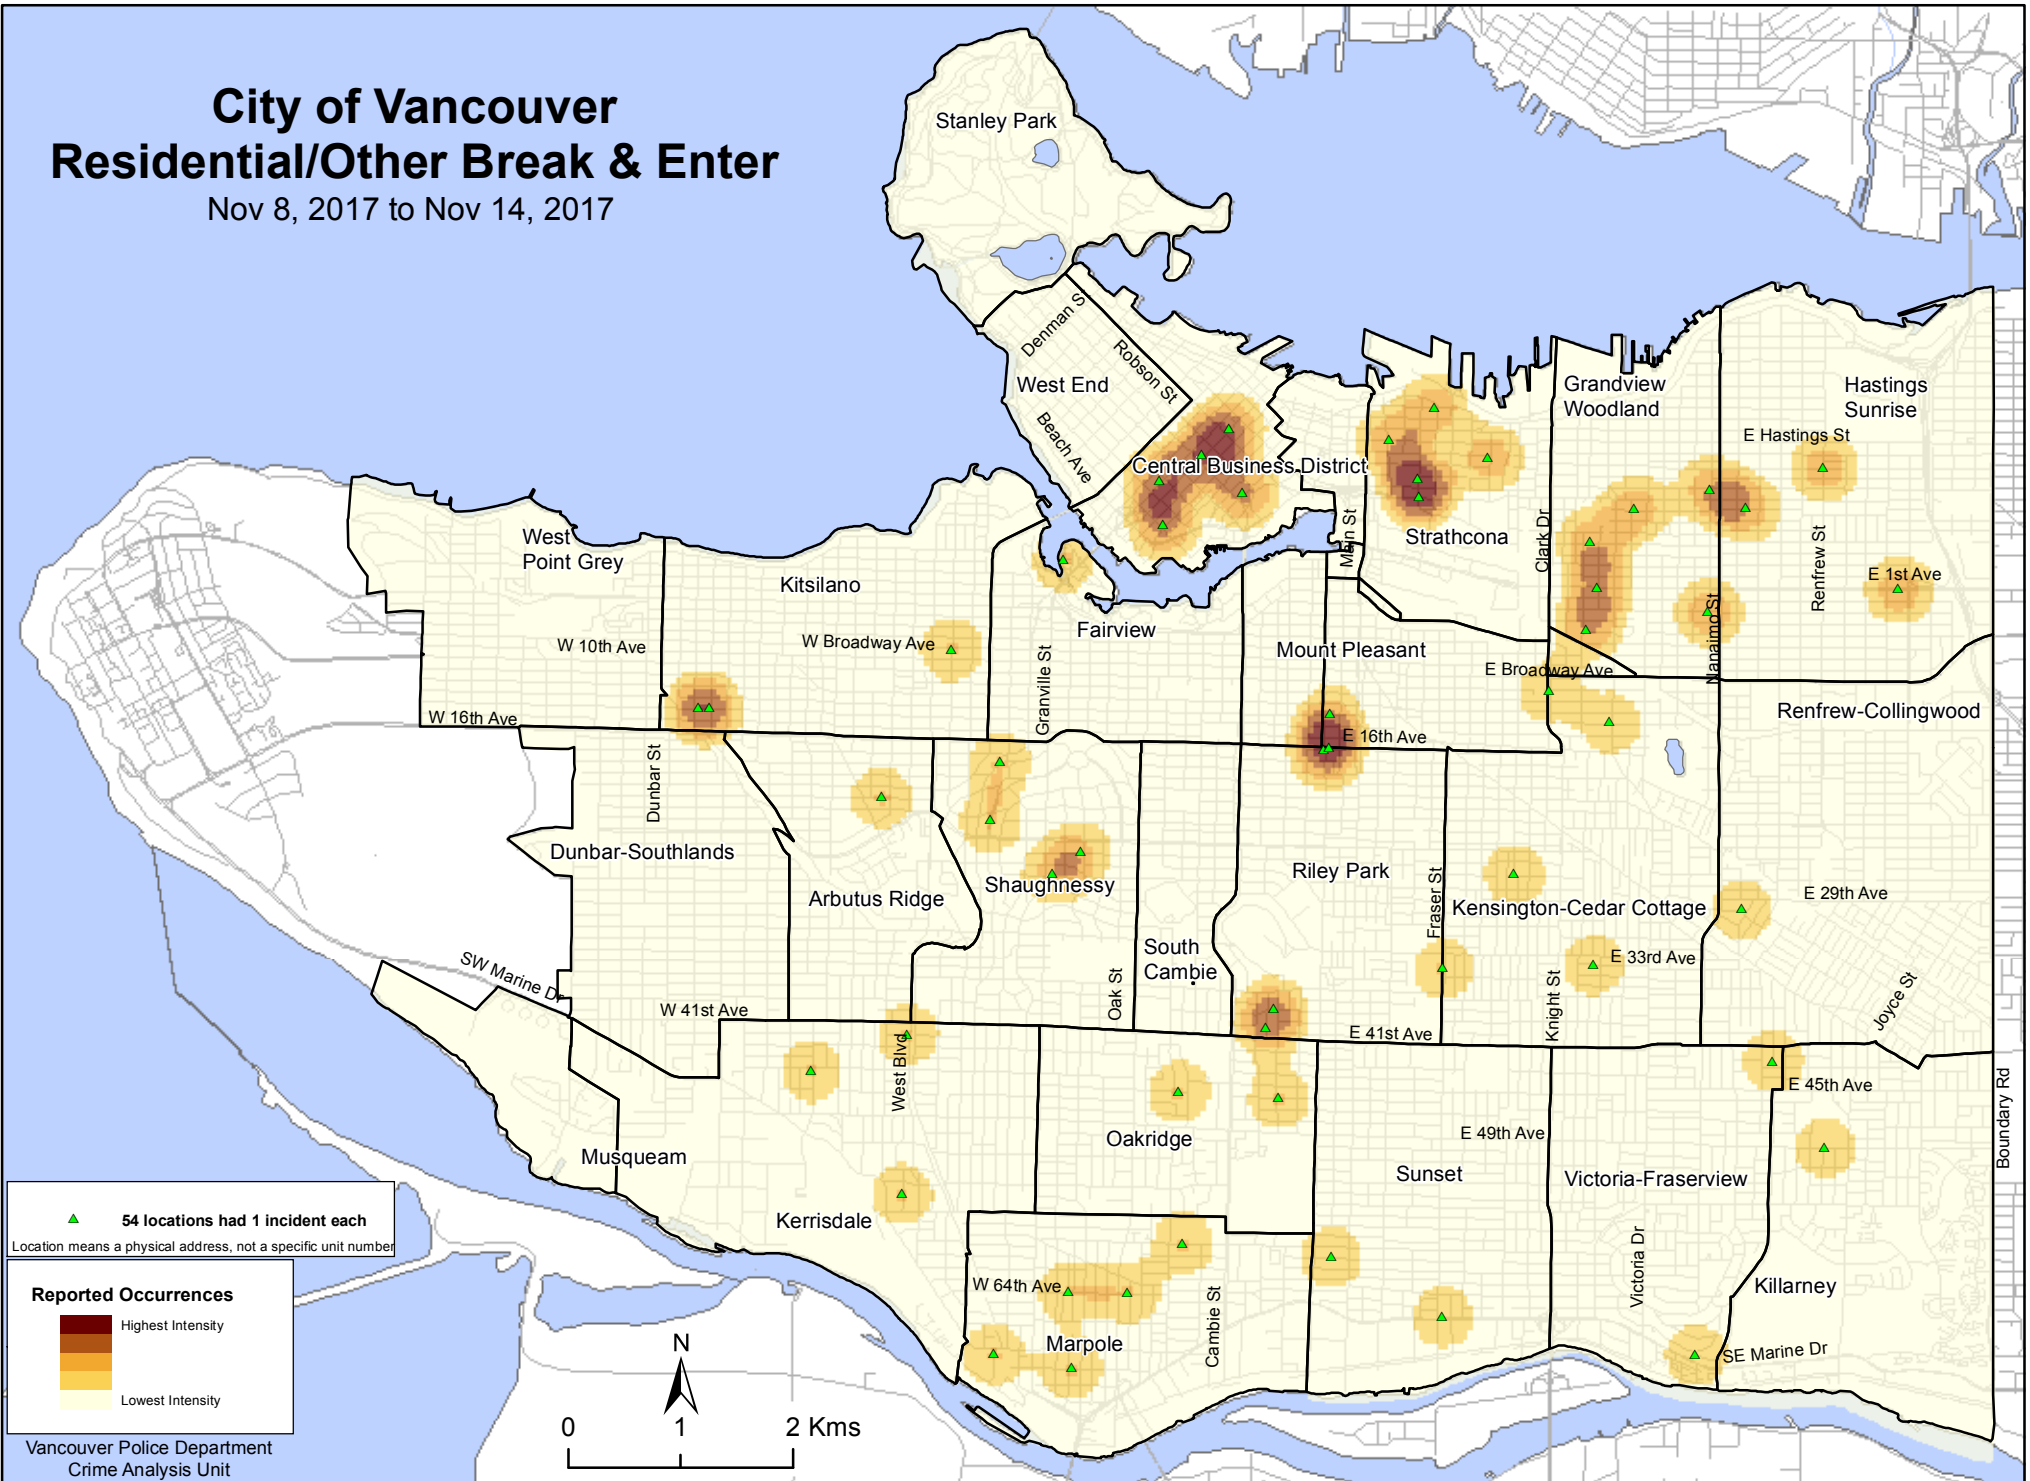 City of Vancouver
Residential/Other Break & Enter
Nov 8, 2017 to Nov 14, 2017
Stanley Park
Denman St
Robson St
West End
Beach Ave
Central Business District
Main St
Strathcona
Clark Dr
Grandview
Woodland
Hastings
Sunrise
E Hastings St
Renfrew St
E 1st Ave
Nanaimo St
West
Point Grey
Kitsilano
W 10th Ave
W Broadway Ave
Fairview
Granville St
Mount Pleasant
E Broadway Ave
W 16th Ave
E 16th Ave
Renfrew-Collingwood
Dunbar St
Dunbar-Southlands
Arbutus Ridge
Shaughnessy
Riley Park
Fraser St
Kensington-Cedar Cottage
E 29th Ave
South
Cambie
Oak St
E 33rd Ave
Knight St
Joyce St
SW Marine Dr
W 41st Ave
E 41st Ave
West Blvd
E 45th Ave
Boundary Rd
Musqueam
Oakridge
E 49th Ave
Sunset
Victoria-Fraserview
Kerrisdale
Victoria Dr
Killarney
W 64th Ave
Cambie St
Marpole
SE Marine Dr
54 locations had 1 incident each
Location means a physical address, not a specific unit number
Reported Occurrences
Highest Intensity
Lowest Intensity
Vancouver Police Department
Crime Analysis Unit
N
0 1 2 Kms